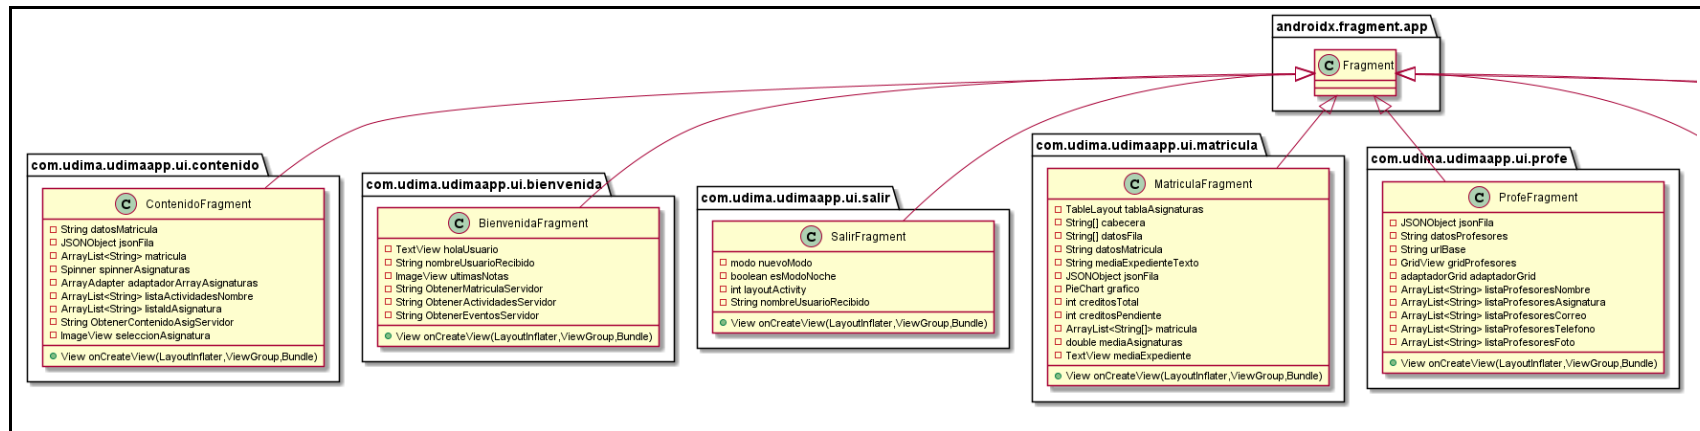 androidx.fragment.app
C Fragment
com.udima.udimaapp.ui.contenido
C ContenidoFragment
String datosMatricula
JSONObject jsonFila
ArrayList<String> matricula
Spinner spinnerAsignaturas
ArrayAdapter adaptadorArrayAsignaturas
ArrayList<String> listaActividadesNombre
ArrayList<String> listaIdAsignatura
String ObtenerContenidoAsigServidor
ImageView seleccionAsignatura
View onCreateView(LayoutInflater,ViewGroup,Bundle)
com.udima.udimaapp.ui.bienvenida
C BienvenidaFragment
TextView holaUsuario
String nombreUsuarioRecibido
ImageView ultimasNotas
String ObtenerMatriculaServidor
String ObtenerActividadesServidor
String ObtenerEventosServidor
View onCreateView(LayoutInflater,ViewGroup,Bundle)
com.udima.udimaapp.ui.salir
C SalirFragment
modo nuevoModo
boolean esModoNoche
int layoutActivity
String nombreUsuarioRecibido
View onCreateView(LayoutInflater,ViewGroup,Bundle)
com.udima.udimaapp.ui.matricula
C MatriculaFragment
TableLayout tablaAsignaturas
String[] cabecera
String[] datosFila
String datosMatricula
String mediaExpedienteTexto
JSONObject jsonFila
PieChart grafico
int creditosTotal
int creditosPendiente
ArrayList<String[]> matricula
double mediaAsignaturas
TextView mediaExpediente
View onCreateView(LayoutInflater,ViewGroup,Bundle)
com.udima.udimaapp.ui.profe
C ProfeFragment
JSONObject jsonFila
String datosProfesores
String urlBase
GridView gridProfesores
adaptadorGrid adaptadorGrid
ArrayList<String> listaProfesoresNombre
ArrayList<String> listaProfesoresAsignatura
ArrayList<String> listaProfesoresCorreo
ArrayList<String> listaProfesoresTelefono
ArrayList<String> listaProfesoresFoto
View onCreateView(LayoutInflater,ViewGroup,Bundle)